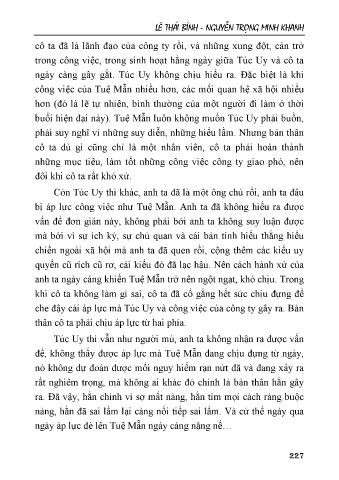 LÊ THÁI BÌNH - NGUYỄN TRỌNG MINH KHANH
cô ta đã là lãnh đạo của công ty rồi, và những xung đột, cản trở
trong công việc, trong sinh hoạt hằng ngày giữa Túc Uy và cô ta
ngày càng gây gắt. Túc Uy không chịu hiểu ra. Đặc biệt là khi
công việc của Tuệ Mẫn nhiều hơn, các mối quan hệ xã hội nhiều
hơn (đó là lẽ tự nhiên, bình thường của một người đi làm ở thời
buổi hiện đại này). Tuệ Mẫn luôn không muốn Túc Uy phải buồn,
phải suy nghĩ vì những suy diễn, những hiểu lầm. Nhưng bản thân
cô ta dù gì cũng chỉ là một nhân viên, cô ta phải hoàn thành
những mục tiêu, làm tốt những công việc công ty giao phó, nên
đôi khi cô ta rất khó xử.
Còn Túc Uy thì khác, anh ta đã là một ông chủ rồi, anh ta đâu
bị áp lực công việc như Tuệ Mẫn. Anh ta đã không hiểu ra được
vấn đề đơn giản này, không phải bởi anh ta không suy luận được
mà bởi vì sự ích kỷ, sự chủ quan và cái bản tính hiếu thắng hiếu
chiến ngoài xã hội mà anh ta đã quen rồi, cộng thêm các kiểu uy
quyền cũ rích cũ rơ, cái kiểu đó đã lạc hậu. Nên cách hành xử của
anh ta ngày càng khiến Tuệ Mẫn trở nên ngột ngạt, khó chịu. Trong
khi cô ta không làm gì sai, cô ta đã cố gắng hết sức chịu đựng để
che đậy cái áp lực mà Túc Uy và công việc của công ty gây ra. Bản
thân cô ta phải chịu áp lực từ hai phía.
Túc Uy thì vẫn như người mù, anh ta không nhận ra được vấn
đề, không thấy được áp lực mà Tuệ Mẫn đang chịu đựng từ ngày,
nó không dự đoán được mối nguy hiểm rạn nứt đã và đang xảy ra
rất nghiêm trọng, mà không ai khác đó chính là bản thân hắn gây
ra. Đã vậy, hắn chính vì sợ mất nàng, hắn tìm mọi cách ràng buộc
nàng, hắn đã sai lầm lại càng nối tiếp sai lầm. Và cứ thế ngày qua
ngày áp lực đè lên Tuệ Mẫn ngày càng nặng nề…
227